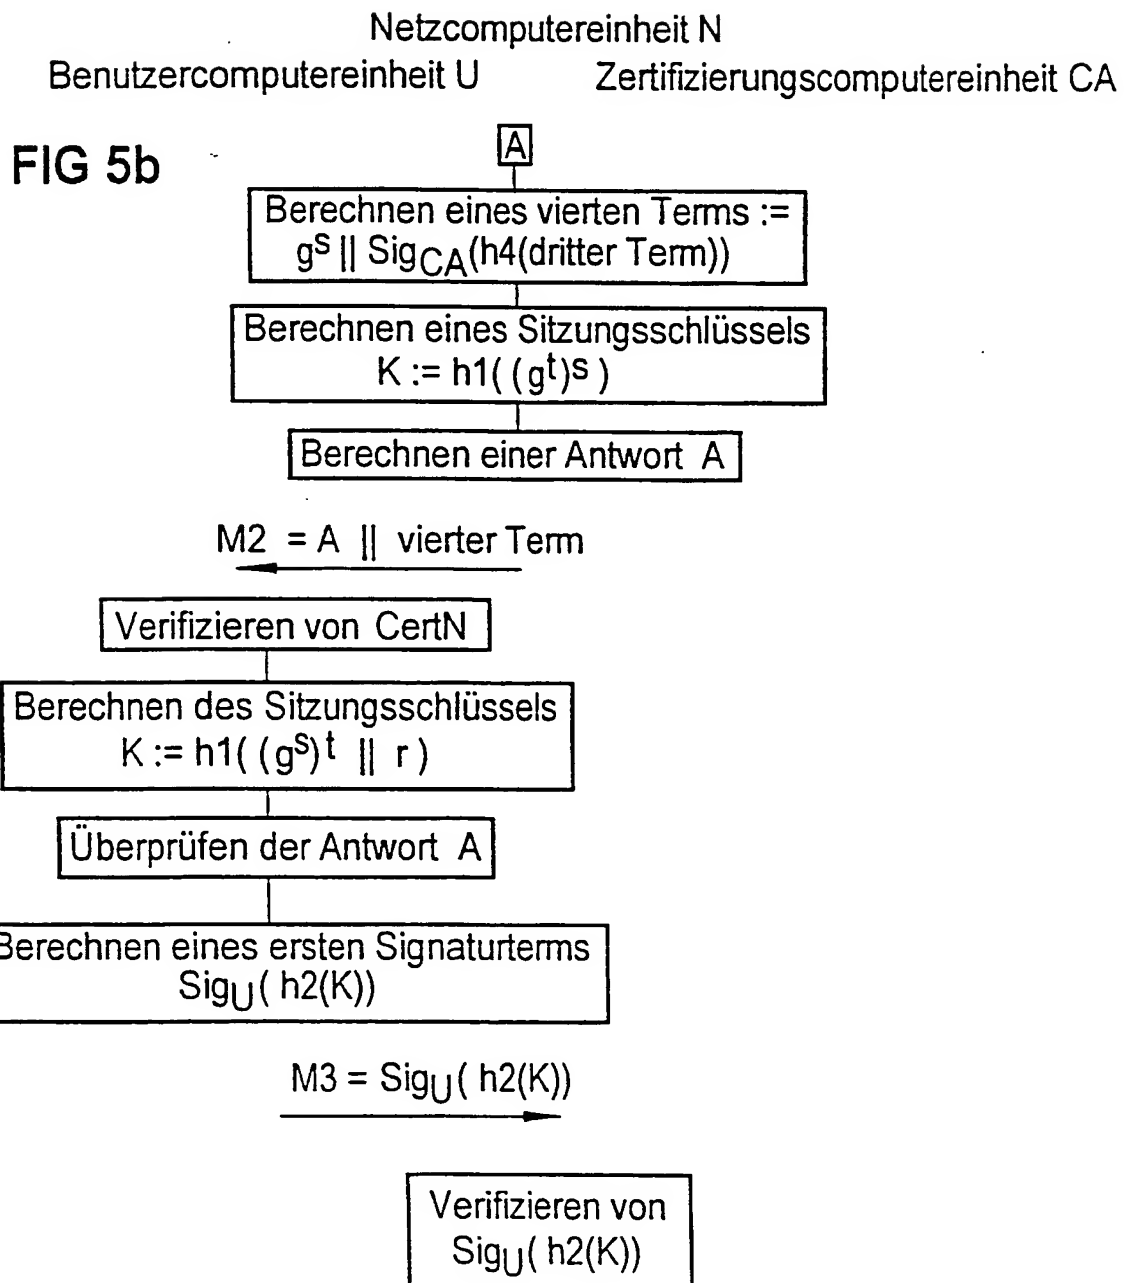 Netzcomputereinheit N
Benutzercomputereinheit U Zertifizierungscomputereinheit CA
FIG 5b
A
Berechnen eines vierten Terms :=
g^s || Sig_CA(h4(dritter Term))
Berechnen eines Sitzungsschlüssels
K := h1( (g^t)^s )
Berechnen einer Antwort A
M2 = A || vierter Term
Verifizieren von CertN
Berechnen des Sitzungsschlüssels
K := h1( (g^s)^t || r )
Überprüfen der Antwort A
Berechnen eines ersten Signaturterms
Sig_U( h2(K))
M3 = Sig_U( h2(K))
Verifizieren von
Sig_U( h2(K))